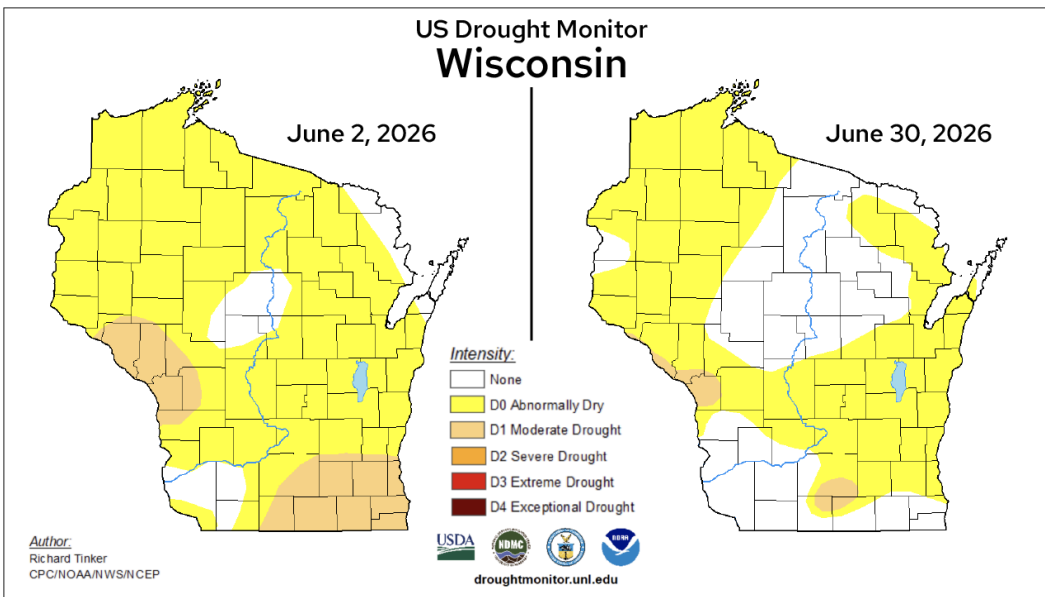 US Drought Monitor
Wisconsin
June 2, 2026
June 30, 2026
Intensity:
None
D0 Abnormally Dry
D1 Moderate Drought
D2 Severe Drought
D3 Extreme Drought
D4 Exceptional Drought
Author:
Richard Tinker
CPC/NOAA/NWS/NCEP
USDA
NDMC
NOAA
droughtmonitor.unl.edu